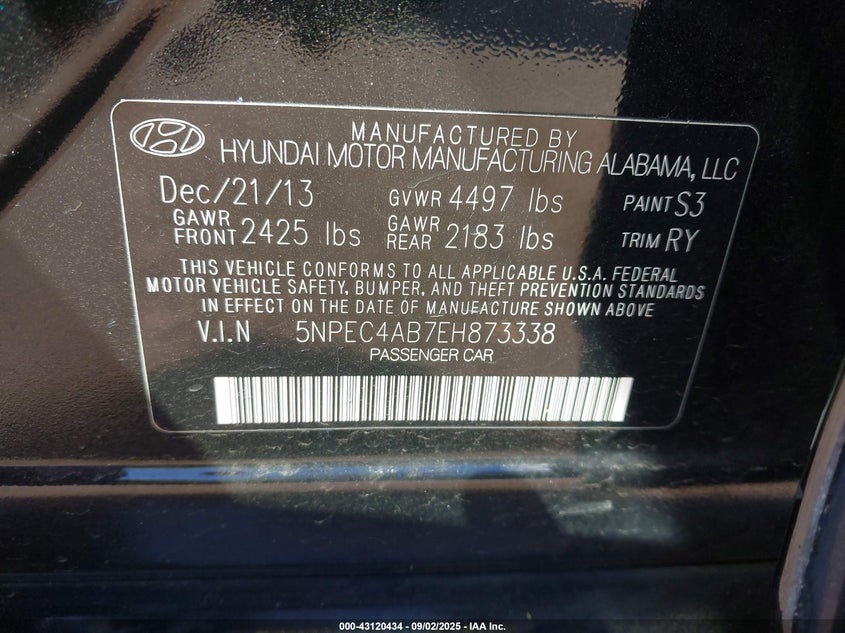 MANUFACTURED BY
HYUNDAI MOTOR MANUFACTURING ALABAMA, LLC
Dec/21/13 GVWR 4497 lbs PAINT S3
GAWR FRONT 2425 lbs GAWR REAR 2183 lbs TRIM RY
THIS VEHICLE CONFORMS TO ALL APPLICABLE U.S.A. FEDERAL
MOTOR VEHICLE SAFETY, BUMPER, AND THEFT PREVENTION STANDARDS
IN EFFECT ON THE DATE OF MANUFACTURE SHOWN ABOVE
V.I.N 5NPEC4AB7EH873338
PASSENGER CAR
000-43120434 - 09/02/2025 - IAA Inc.